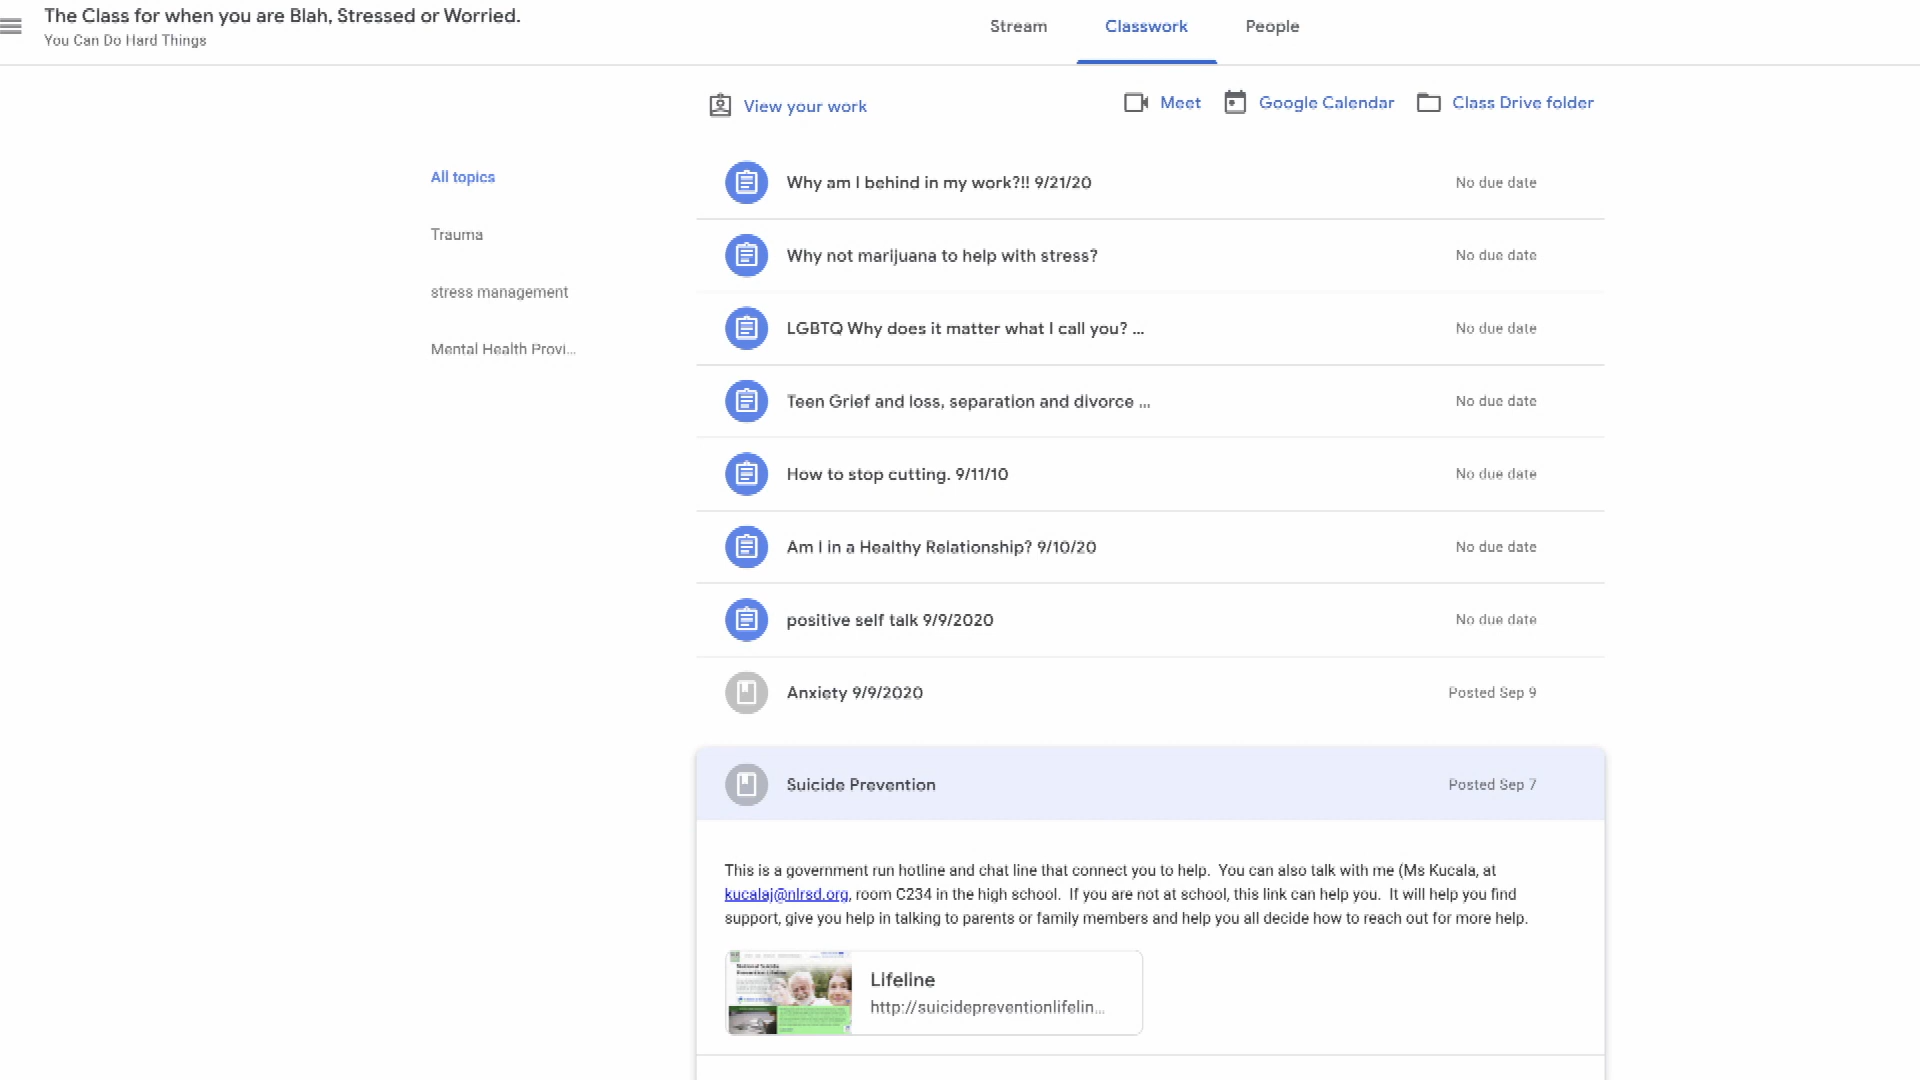 The Class for when you are Blah, Stressed or Worried.
You Can Do Hard Things
Stream
Classwork
People
View your work
Meet
Google Calendar
Class Drive folder
All topics
Trauma
stress management
Mental Health Provi...
Why am I behind in my work?!! 9/21/20
No due date
Why not marijuana to help with stress?
No due date
LGBTQ Why does it matter what I call you? ...
No due date
Teen Grief and loss, separation and divorce ...
No due date
How to stop cutting. 9/11/10
No due date
Am I in a Healthy Relationship? 9/10/20
No due date
positive self talk 9/9/2020
No due date
Anxiety 9/9/2020
Posted Sep 9
Suicide Prevention
Posted Sep 7
This is a government run hotline and chat line that connect you to help. You can also talk with me (Ms Kucala, at
kucalaj@nlrsd.org, room C234 in the high school. If you are not at school, this link can help you. It will help you find
support, give you help in talking to parents or family members and help you all decide how to reach out for more help.
Lifeline
http://suicidepreventionlifelin...